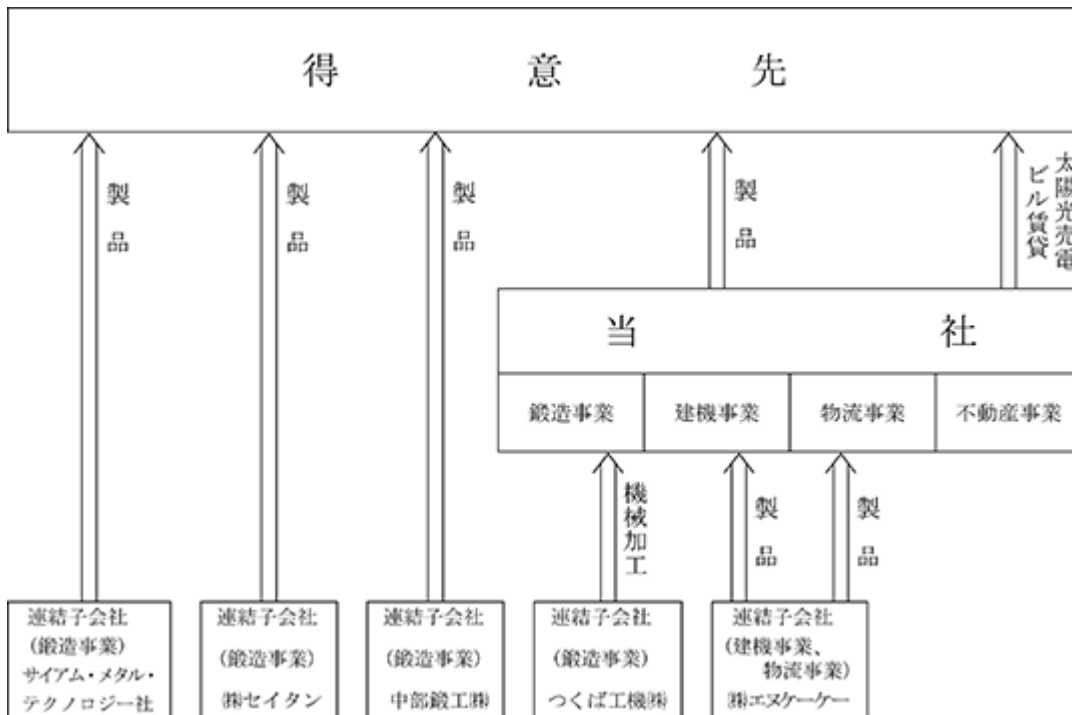 得意先
製品
製品
製品
製品
太陽光売電
ビル賃貸
当社
鍛造事業
建機事業
物流事業
不動産事業
機械加工
製品
製品
連結子会社
(鍛造事業)
サイアム・メタル・
テクノロジー社
連結子会社
(鍛造事業)
㈱セイタン
連結子会社
(鍛造事業)
中部鍛工㈱
連結子会社
(鍛造事業)
つくば工機㈱
連結子会社
(建機事業、
物流事業)
㈱エヌケーケー